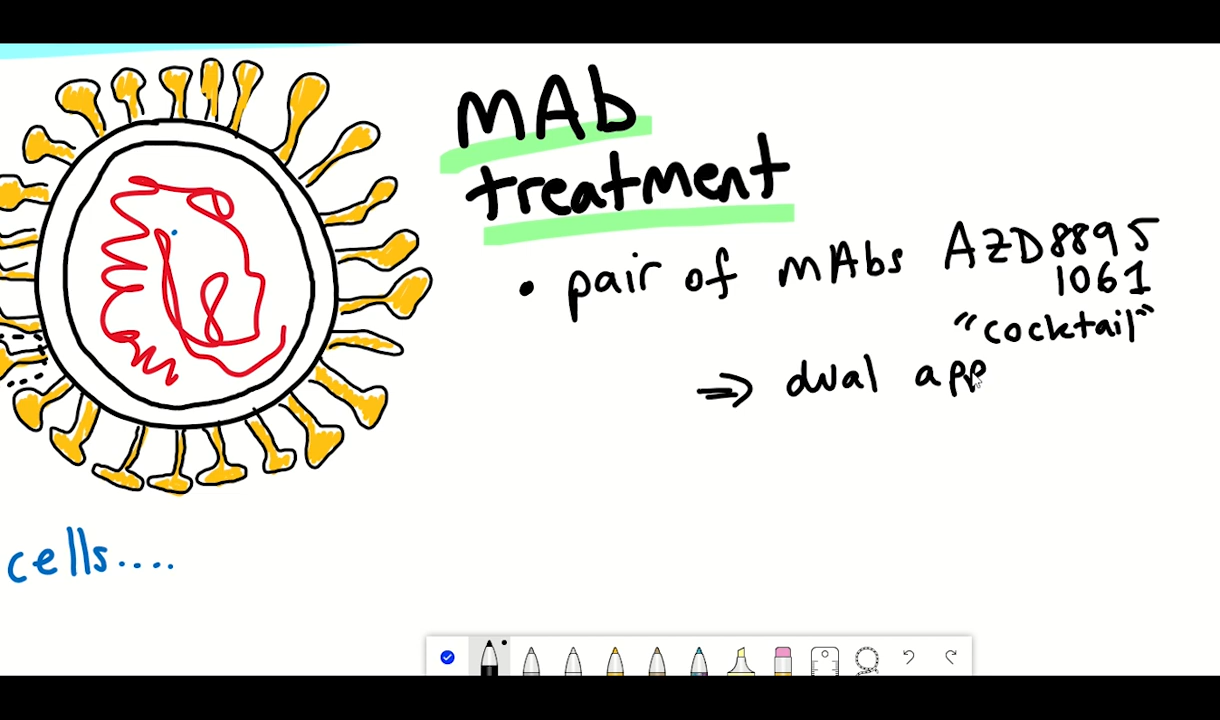 mAb
treatment
• pair of mAbs AZD8895
1061
"cocktail"
⇒ dual app
cells....